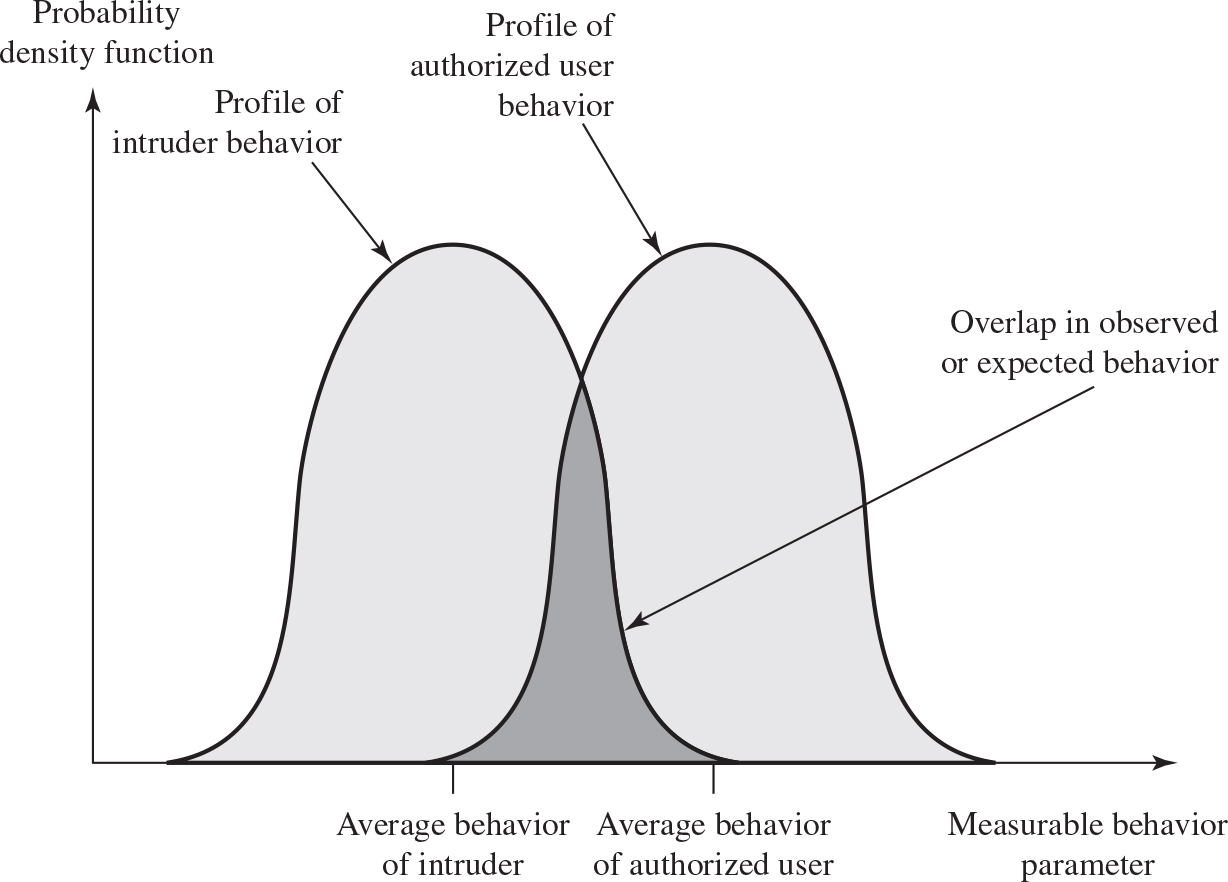 Probability
density function
Profile of
intruder behavior
Profile of
authorized user
behavior
Overlap in observed
or expected behavior
Average behavior
of intruder
Average behavior
of authorized user
Measurable behavior
parameter